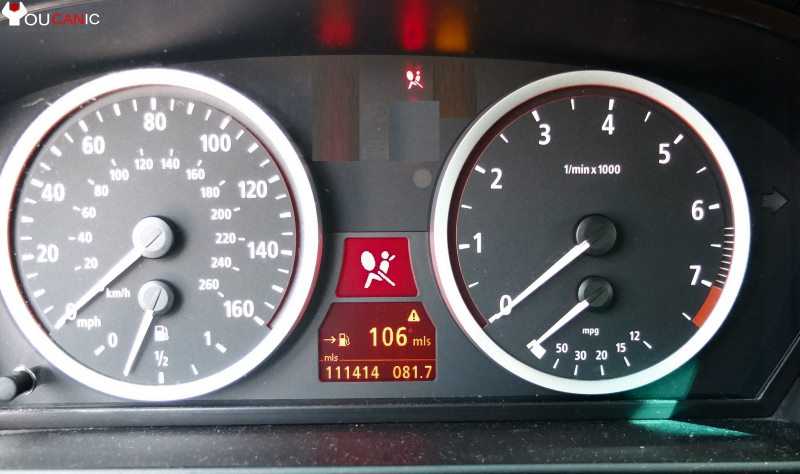 YOUCANIC
0 20 40 60 80 100 120 140 160
mph
20 40 60 80 100 120 140 160 180 200 220 240 260
km/h
0 1/2 1
106 mls
mls
111414 081.7
0 1 2 3 4 5 6 7
1/min x 1000
mpg
50 30 20 15 12